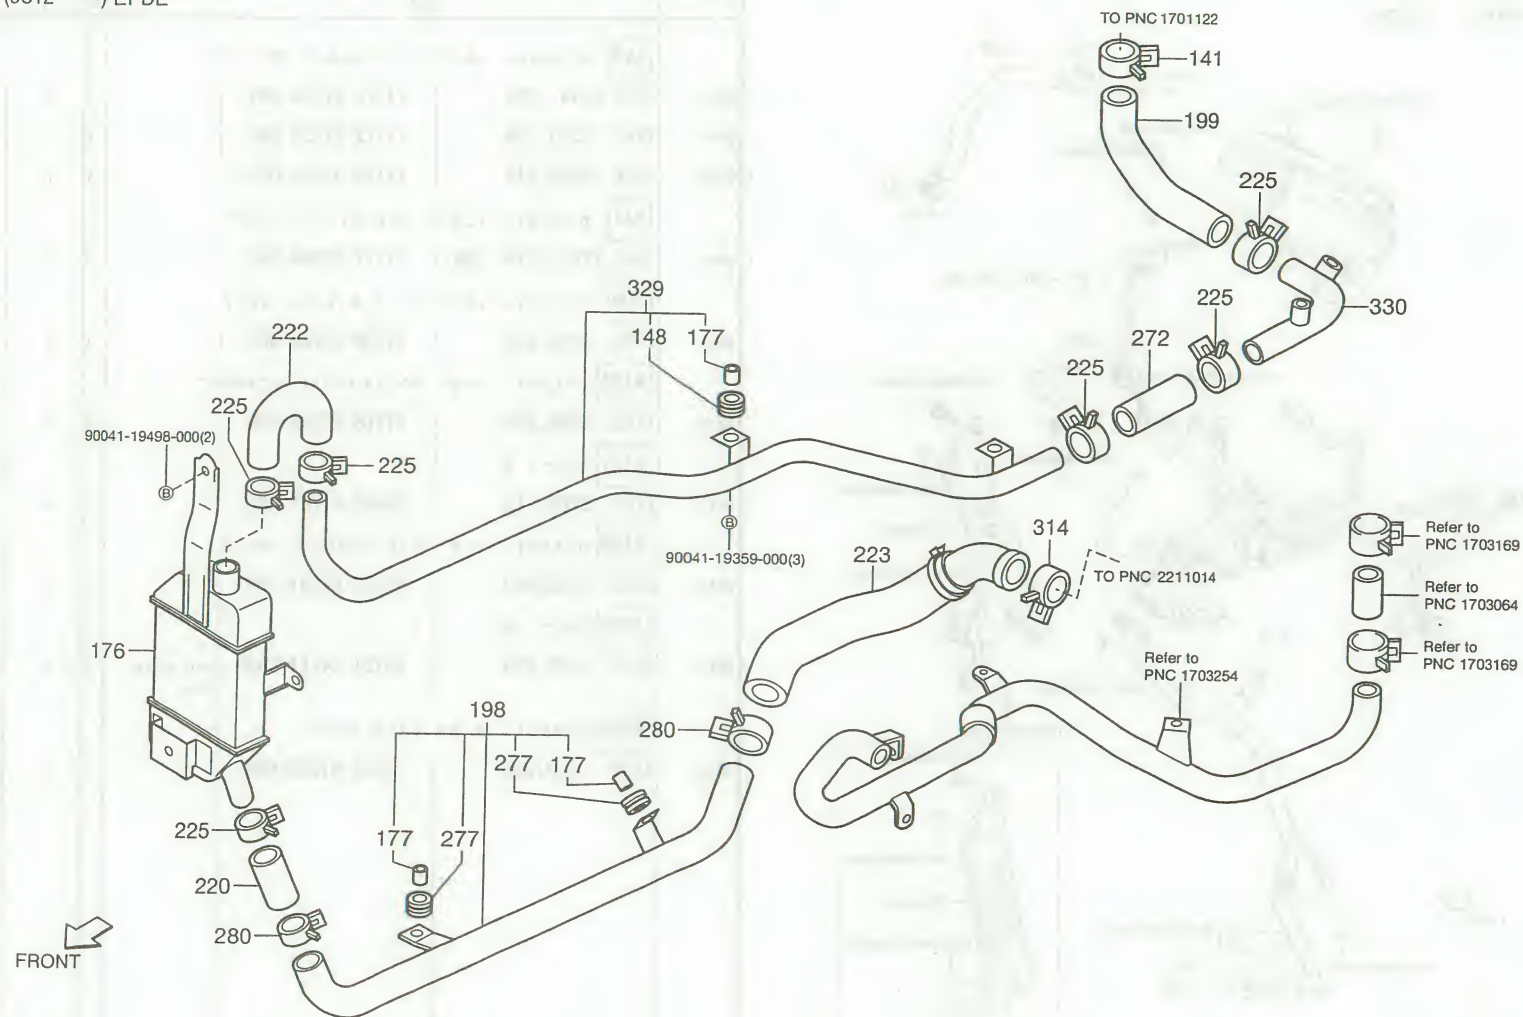 TO PNC 1701122
141
199
225
329
225
330
222
148
177
272
225
225
90041-19498-000(2)
225
B
B
314
Refer to
PNC 1703169
90041-19359-000(3)
223
TO PNC 2211014
Refer to
PNC 1703064
176
Refer to
PNC 1703169
Refer to
PNC 1703254
198
280
277
177
225
177
277
220
280
FRONT